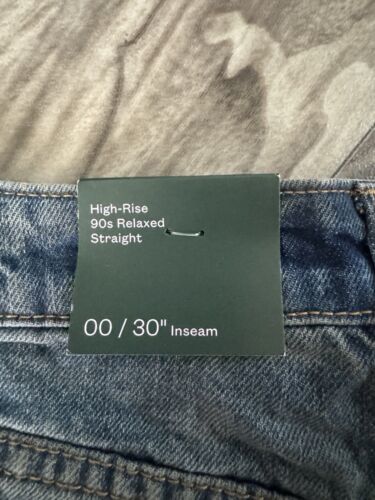 High-Rise
90s Relaxed
Straight
00 / 30" Inseam